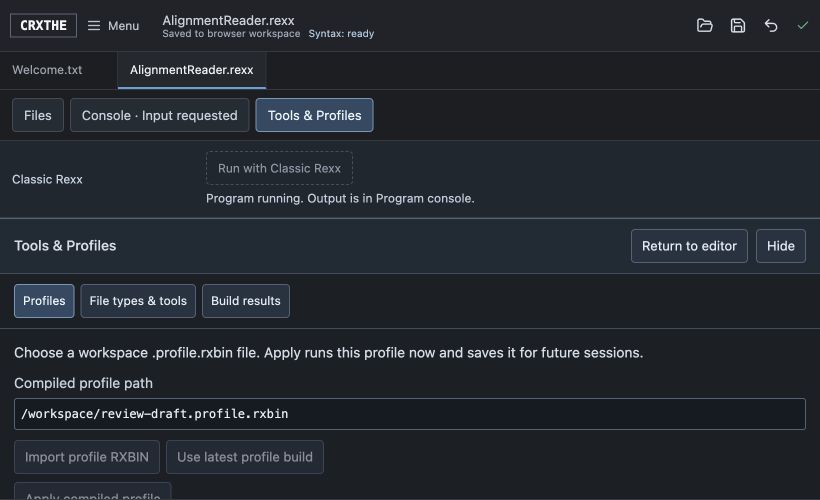 CRXTHE
Menu
AlignmentReader.rexx
Saved to browser workspace Syntax: ready
Welcome.txt
AlignmentReader.rexx
Files
Console · Input requested
Tools & Profiles
Classic Rexx
Run with Classic Rexx
Program running. Output is in Program console.
Tools & Profiles
Return to editor
Hide
Profiles
File types & tools
Build results
Choose a workspace .profile.rxbin file. Apply runs this profile now and saves it for future sessions.
Compiled profile path
/workspace/review-draft.profile.rxbin
Import profile RXBIN
Use latest profile build
Apply compiled profile